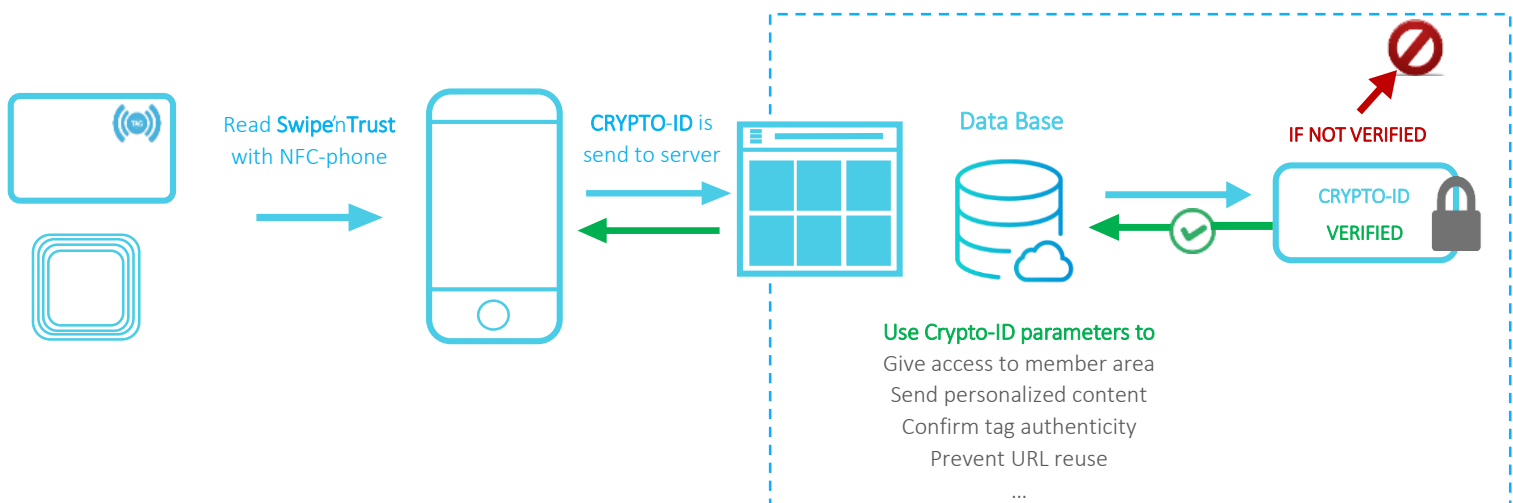 TAG
Read Swipe'nTrust
with NFC-phone
CRYPTO-ID is
send to server
Data Base
IF NOT VERIFIED
CRYPTO-ID
VERIFIED
Use Crypto-ID parameters to
Give access to member area
Send personalized content
Confirm tag authenticity
Prevent URL reuse
...